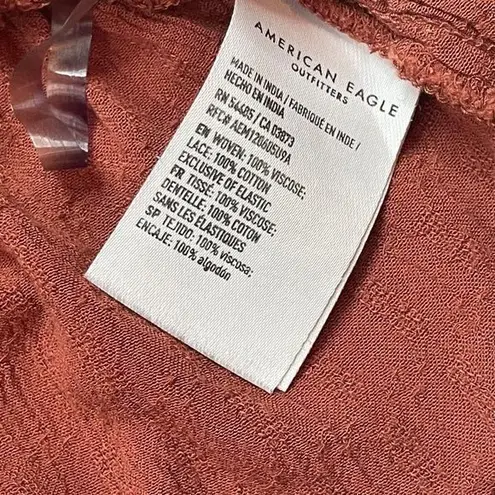 AMERICAN EAGLE
OUTFITTERS
MADE IN INDIA / FABRIQUÉ EN INDE /
HECHO EN INDIA
RN 54485 / CA 03873
RFC# AEM120605U9A
EN WOVEN: 100% VISCOSE;
LACE: 100% COTTON
EXCLUSIVE OF ELASTIC
FR TISSÉ: 100% VISCOSE;
DENTELLE: 100% COTON
SANS LES ÉLASTIQUES
SP TEJIDO: 100% viscosa;
ENCAJE: 100% algodón